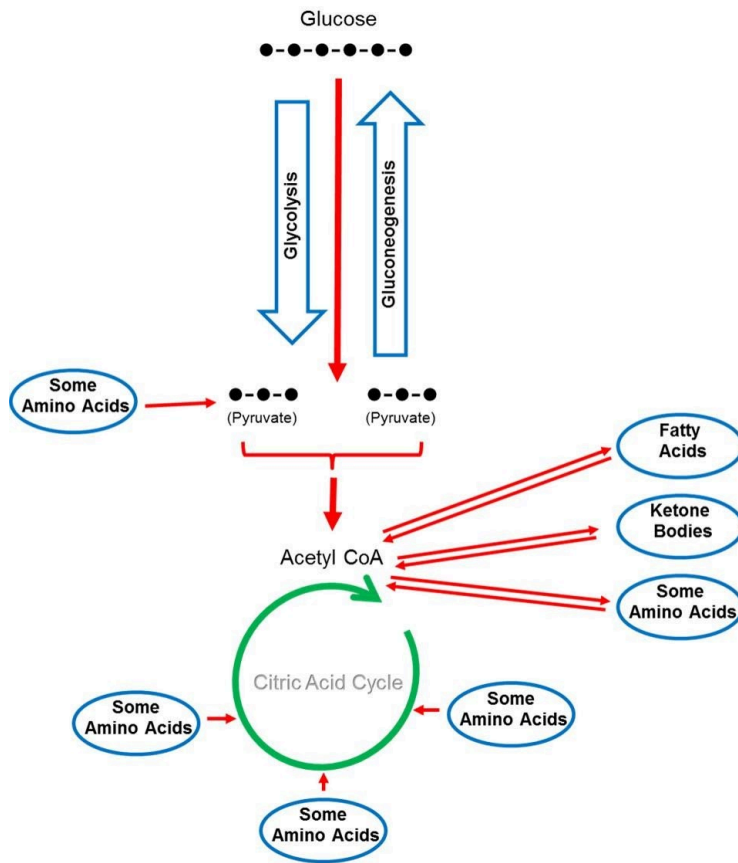 Glucose
Glycolysis
Gluconeogenesis
Some
Amino Acids
(Pyruvate)
(Pyruvate)
Fatty
Acids
Ketone
Bodies
Acetyl CoA
Some
Amino Acids
Citric Acid Cycle
Some
Amino Acids
Some
Amino Acids
Some
Amino Acids